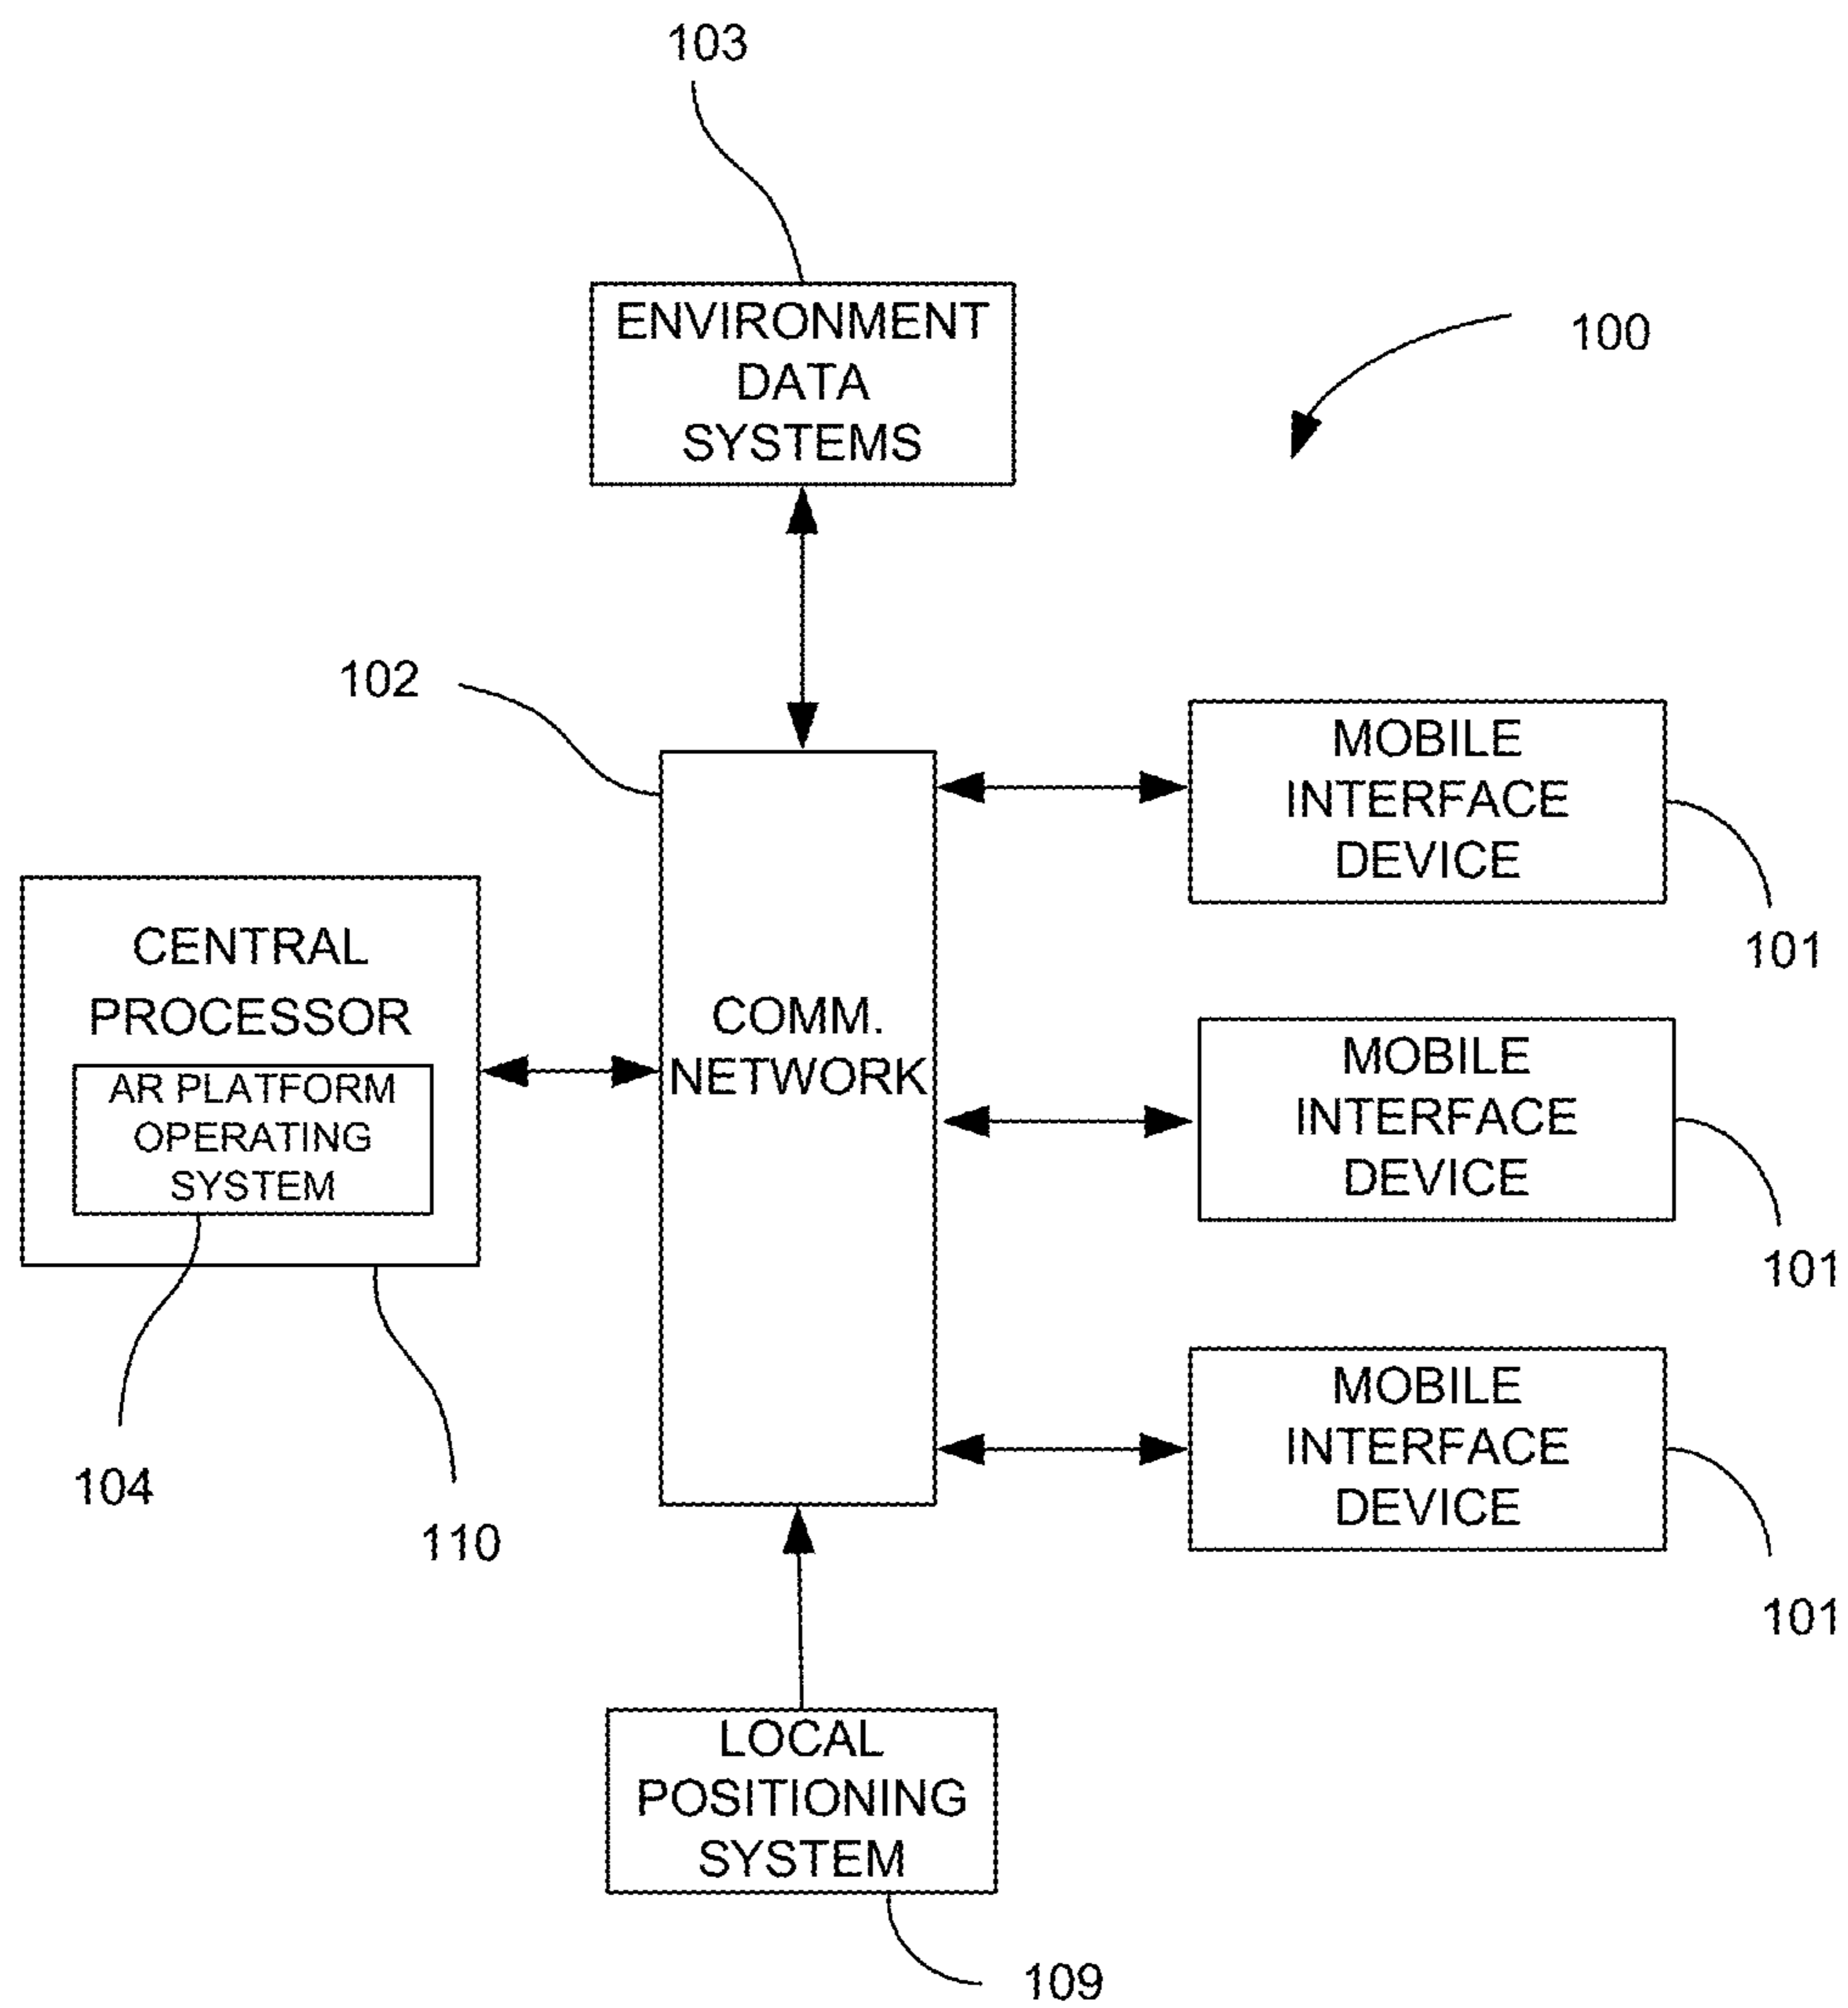 103
ENVIRONMENT
DATA
SYSTEMS
100
102
MOBILE
INTERFACE
DEVICE
101
CENTRAL
PROCESSOR
AR PLATFORM
OPERATING
SYSTEM
104
110
COMM.
NETWORK
MOBILE
INTERFACE
DEVICE
101
MOBILE
INTERFACE
DEVICE
101
LOCAL
POSITIONING
SYSTEM
109